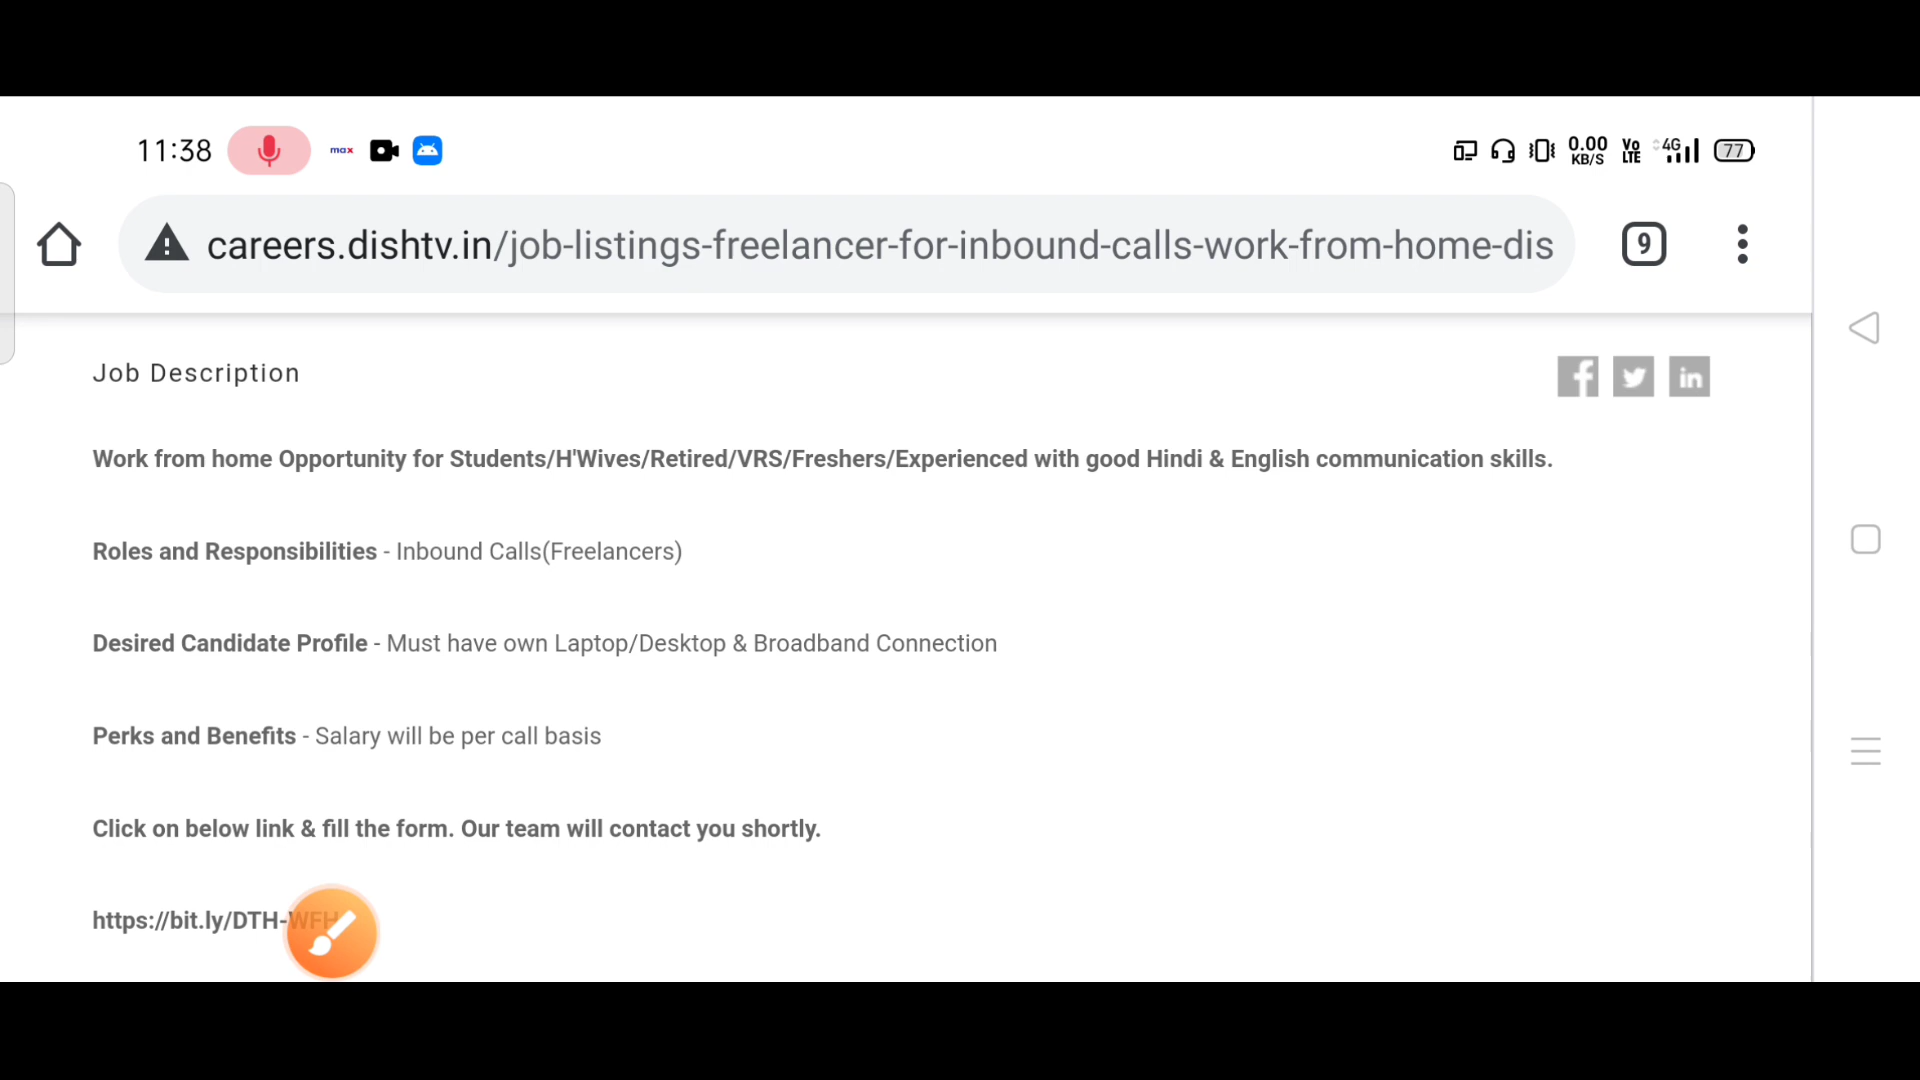 11:38 max 0.00 KB/S Vo LTE 4G 77
careers.dishtv.in/job-listings-freelancer-for-inbound-calls-work-from-home-dis 9
Job Description
Work from home Opportunity for Students/H'Wives/Retired/VRS/Freshers/Experienced with good Hindi & English communication skills.
Roles and Responsibilities - Inbound Calls(Freelancers)
Desired Candidate Profile - Must have own Laptop/Desktop & Broadband Connection
Perks and Benefits - Salary will be per call basis
Click on below link & fill the form. Our team will contact you shortly.
https://bit.ly/DTH-WFH